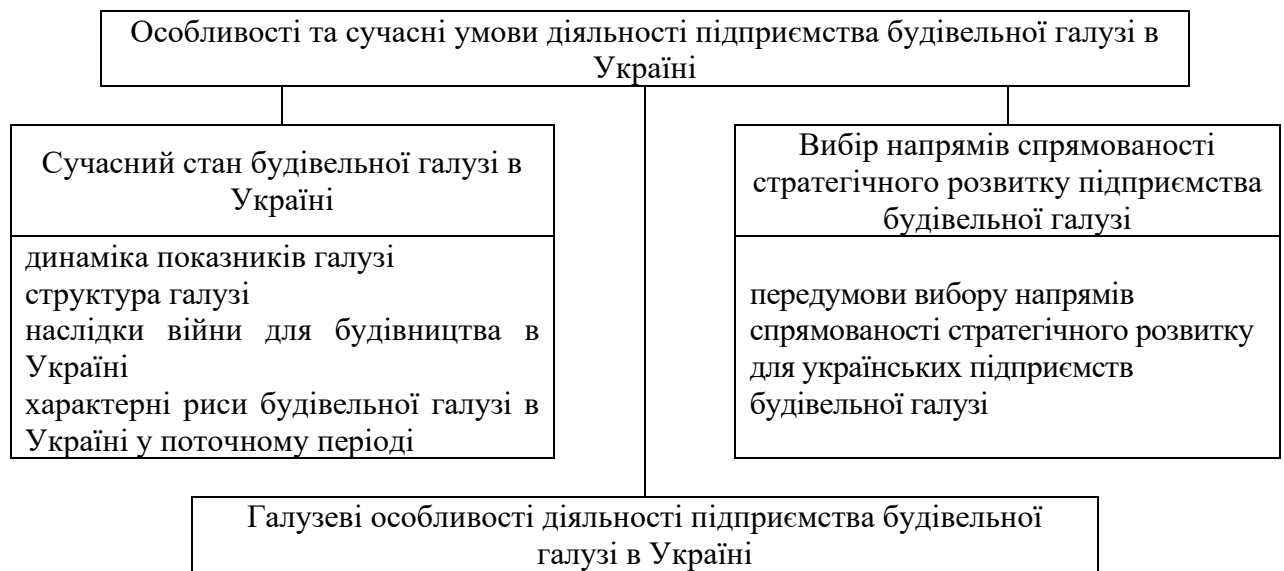 Особливості та сучасні умови діяльності підприємства будівельної галузі в
Україні
Сучасний стан будівельної галузі в
Україні
динаміка показників галузі
структура галузі
наслідки війни для будівництва в
Україні
характерні риси будівельної галузі в
Україні у поточному періоді
Вибір напрямів спрямованості
стратегічного розвитку підприємства
будівельної галузі
передумови вибору напрямів
спрямованості стратегічного розвитку
для українських підприємств
будівельної галузі
Галузеві особливості діяльності підприємства будівельної
галузі в Україні